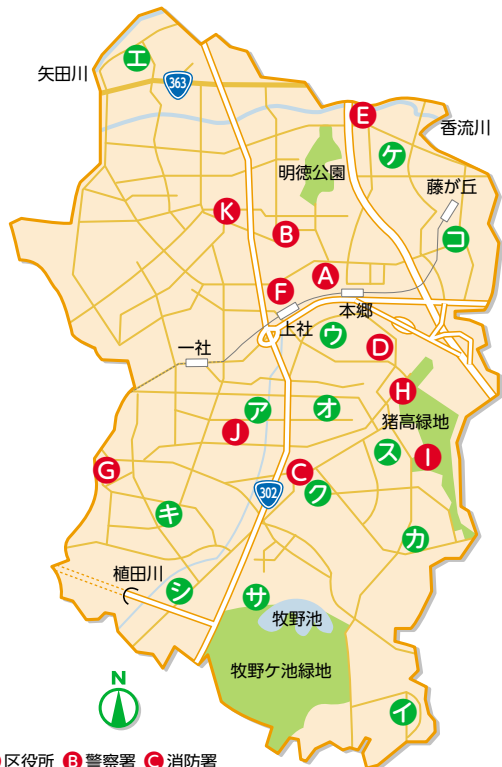 エ
矢田川
363
E
香流川
ケ
明徳公園
藤が丘
K
B
コ
A
F
本郷
上社
ウ
D
一社
H
ア
オ
猪高緑地
J
ス
I
G
C
302
ク
キ
カ
植田川
シ
サ
牧野池
牧野ケ池緑地
N
イ
区役所 B 警察署 C 消防署